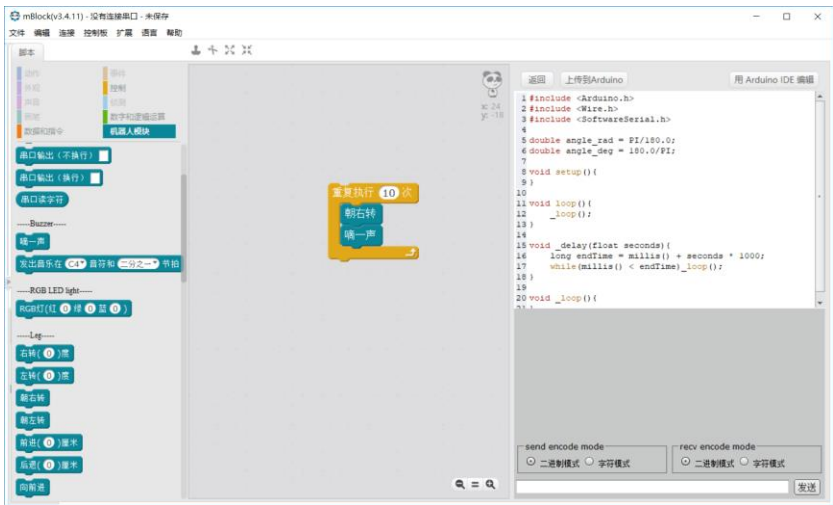 mBlock(v3.4.11) - 没有连接串口 - 未保存
文件 编辑 连接 控制板 扩展 语言 帮助
脚本
动作
事件
外观
控制
声音
侦测
数字和逻辑运算
数据和指令
机器人模块
串口输出（不换行）
串口输出（换行）
串口读字符
-----Buzzer-----
嘀一声
发出音乐在 C4 音符和 二分之一 节拍
-----RGB LED light-----
RGB灯(红 0 绿 0 蓝 0 )
-----Leg-----
右转( 0 )度
左转( 0 )度
朝右转
朝左转
前进( 0 )厘米
后退( 0 )厘米
向前进
x: 24
y: -18
重复执行 10 次
朝右转
嘀一声
返回
上传到Arduino
用 Arduino IDE 编辑
1 #include <Arduino.h>
2 #include <Wire.h>
3 #include <SoftwareSerial.h>
4
5 double angle_rad = PI/180.0;
6 double angle_deg = 180.0/PI;
7
8 void setup(){
9 }
10
11 void loop(){
12 _loop();
13 }
14
15 void _delay(float seconds){
16 long endTime = millis() + seconds * 1000;
17 while(millis() < endTime)_loop();
18 }
19
20 void _loop(){
21 }
send encode mode
二进制模式 字符模式
recv encode mode
二进制模式 字符模式
发送